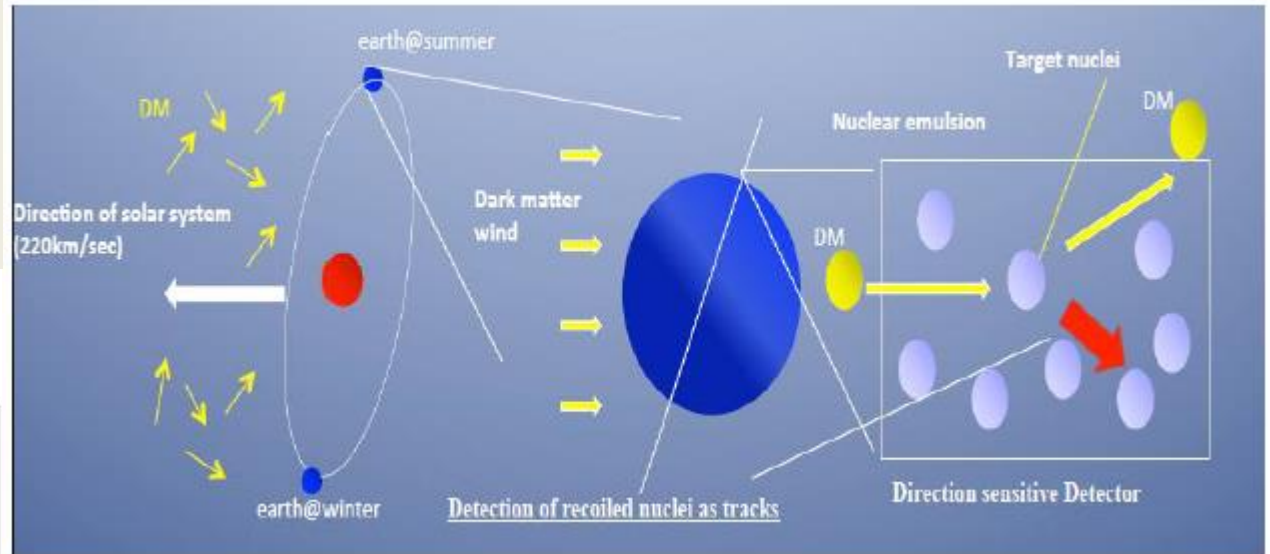 earth@summer
DM
Direction of solar system
(220km/sec)
earth@winter
Dark matter
wind
DM
Nuclear emulsion
Target nuclei
DM
Detection of recoiled nuclei as tracks
Direction sensitive Detector